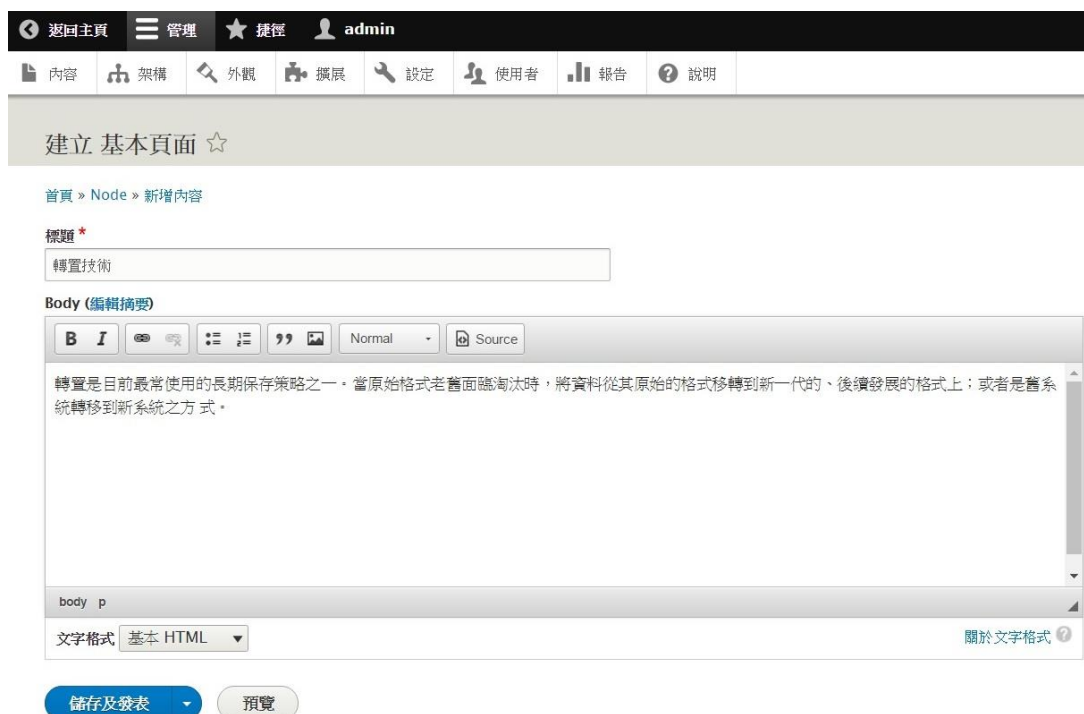 返回主頁 管理 捷徑 admin
內容 架構 外觀 擴展 設定 使用者 報告 說明
建立 基本頁面
首頁 » Node » 新增內容
標題 *
轉置技術
Body (編輯摘要)
B I Normal Source
轉置是目前最常使用的長期保存策略之一。當原始格式老舊面臨淘汰時，將資料從其原始的格式移轉到新一代的、後續發展的格式上；或者是舊系
統轉移到新系統之方 式。
body p
文字格式 基本 HTML 關於文字格式
儲存及發表 預覽